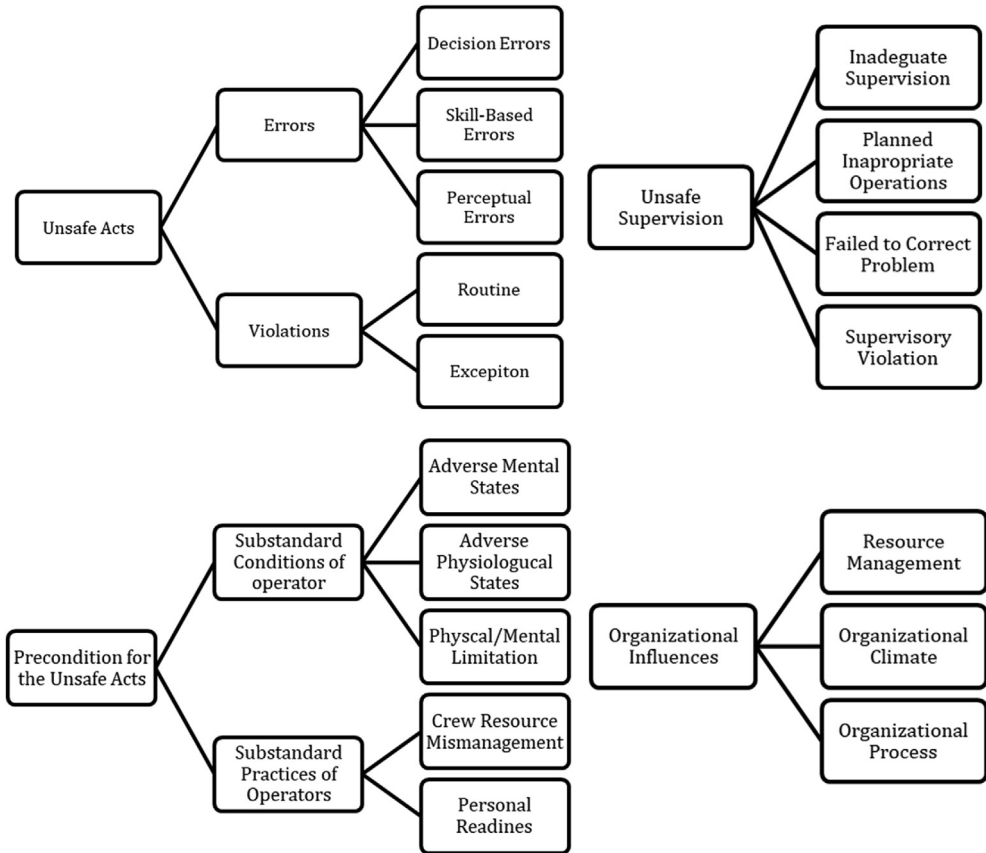 Unsafe Acts
Errors
Decision Errors
Skill-Based
Errors
Perceptual
Errors
Violations
Routine
Excepiton
Unsafe
Supervision
Inadeguate
Supervision
Planned
Inapropriate
Operations
Failed to Correct
Problem
Supervisory
Violation
Precondition for
the Unsafe Acts
Substandard
Conditions of
operator
Adverse Mental
States
Adverse
Physiologucal
States
Physcal/Mental
Limitation
Substandard
Practices of
Operators
Crew Resource
Mismanagement
Personal
Readines
Organizational
Influences
Resource
Management
Organizational
Climate
Organizational
Process